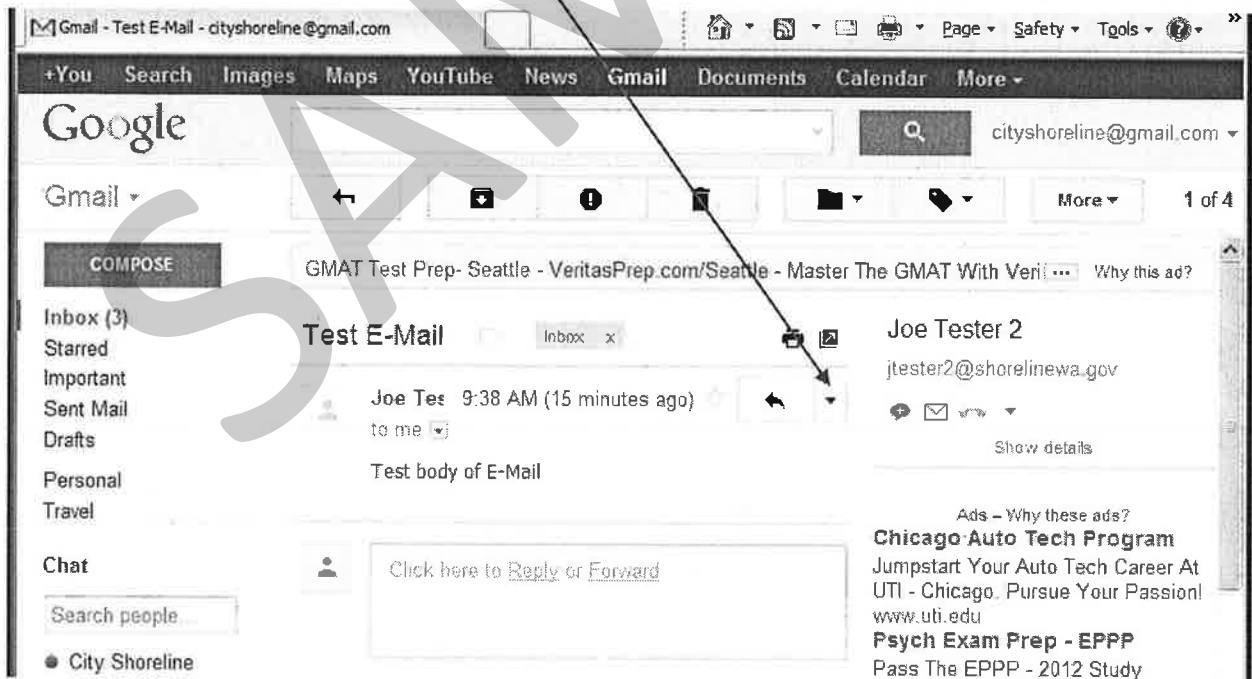 Gmail - Test E-Mail - cityshoreline@gmail.com
Page Safety Tools
+You Search Images Maps YouTube News Gmail Documents Calendar More
Google
cityshoreline@gmail.com
Gmail
More 1 of 4
COMPOSE
GMAT Test Prep- Seattle - VeritasPrep.com/Seattle - Master The GMAT With Veri ... Why this ad?
Inbox (3)
Starred
Important
Sent Mail
Drafts
Personal
Travel
Chat
Search people...
City Shoreline
Test E-Mail Inbox x
Joe Tes 9:38 AM (15 minutes ago)
to me
Test body of E-Mail
Click here to Reply or Forward
Joe Tester 2
jtester2@shorelinewa.gov
Show details
Ads – Why these ads?
Chicago Auto Tech Program
Jumpstart Your Auto Tech Career At
UTI - Chicago. Pursue Your Passion!
www.uti.edu
Psych Exam Prep - EPPP
Pass The EPPP - 2012 Study